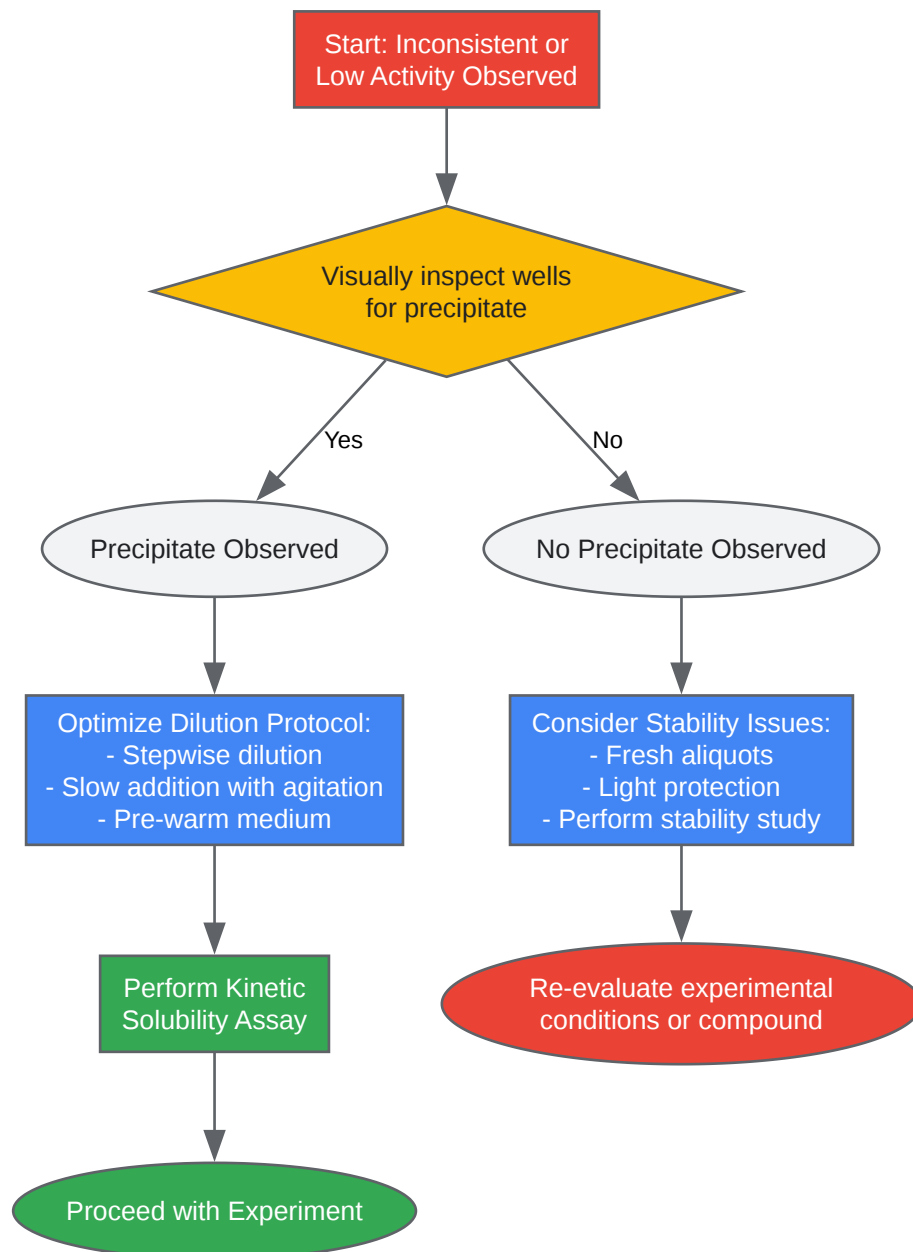 Start: Inconsistent or
Low Activity Observed
Visually inspect wells
for precipitate
Yes
No
Precipitate Observed
No Precipitate Observed
Optimize Dilution Protocol:
- Stepwise dilution
- Slow addition with agitation
- Pre-warm medium
Consider Stability Issues:
- Fresh aliquots
- Light protection
- Perform stability study
Perform Kinetic
Solubility Assay
Re-evaluate experimental
conditions or compound
Proceed with Experiment